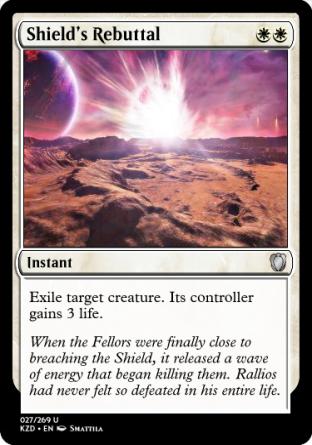 Shield's Rebuttal
Instant
Exile target creature. Its controller
gains 3 life.
When the Fellors were finally close to
breaching the Shield, it released a wave
of energy that began killing them. Rallios
had never felt so defeated in his entire life.
027/269 U
KZD • EN Smattila